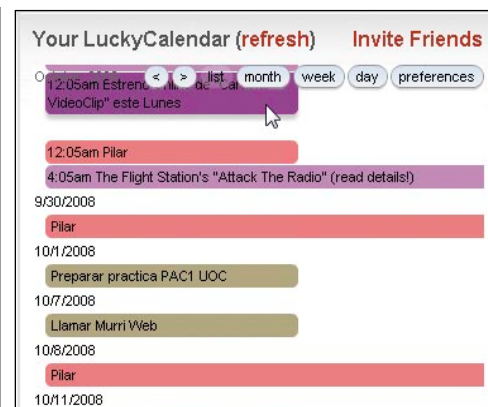 Your LuckyCalendar (refresh) Invite Friends
< > list month week day preferences
12:05am Estreno
VideoClip" este Lunes
12:05am Pilar
4:05am The Flight Station's "Attack The Radio" (read details!)
9/30/2008
Pilar
10/1/2008
Preparar practica PAC1 UOC
10/7/2008
Llamar Murri Web
10/8/2008
Pilar
10/11/2008